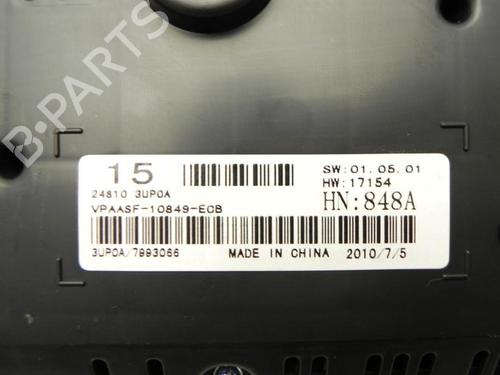 B-PARTS
15
24810 3UP0A
VPAASF-10849-ECB
3UP0A/7993066
SW:01.05.01
HW:17154
HN:848A
MADE IN CHINA 2010/7/5